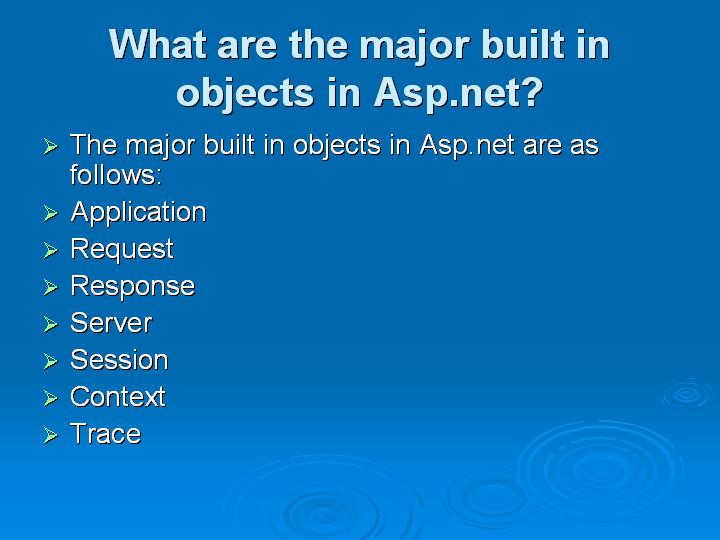 What are the major built in
objects in Asp.net?
The major built in objects in Asp.net are as
follows:
Application
Request
Response
Server
Session
Context
Trace